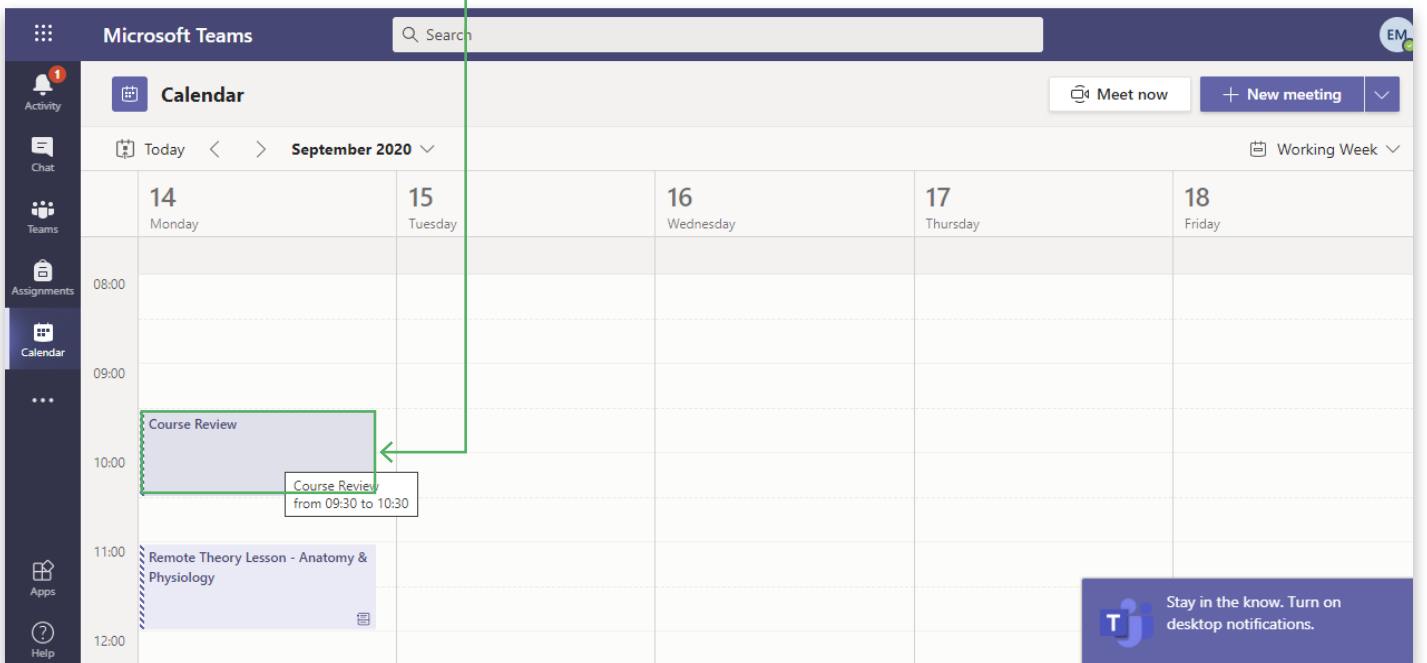 Microsoft Teams
Search
EM
1
Activity
Chat
Teams
Assignments
Calendar
Apps
Help
Calendar
Meet now
New meeting
Today
September 2020
Working Week
14
Monday
15
Tuesday
16
Wednesday
17
Thursday
18
Friday
08:00
09:00
Course Review
10:00
Course Review
from 09:30 to 10:30
11:00
Remote Theory Lesson - Anatomy &
Physiology
12:00
T
Stay in the know. Turn on
desktop notifications.